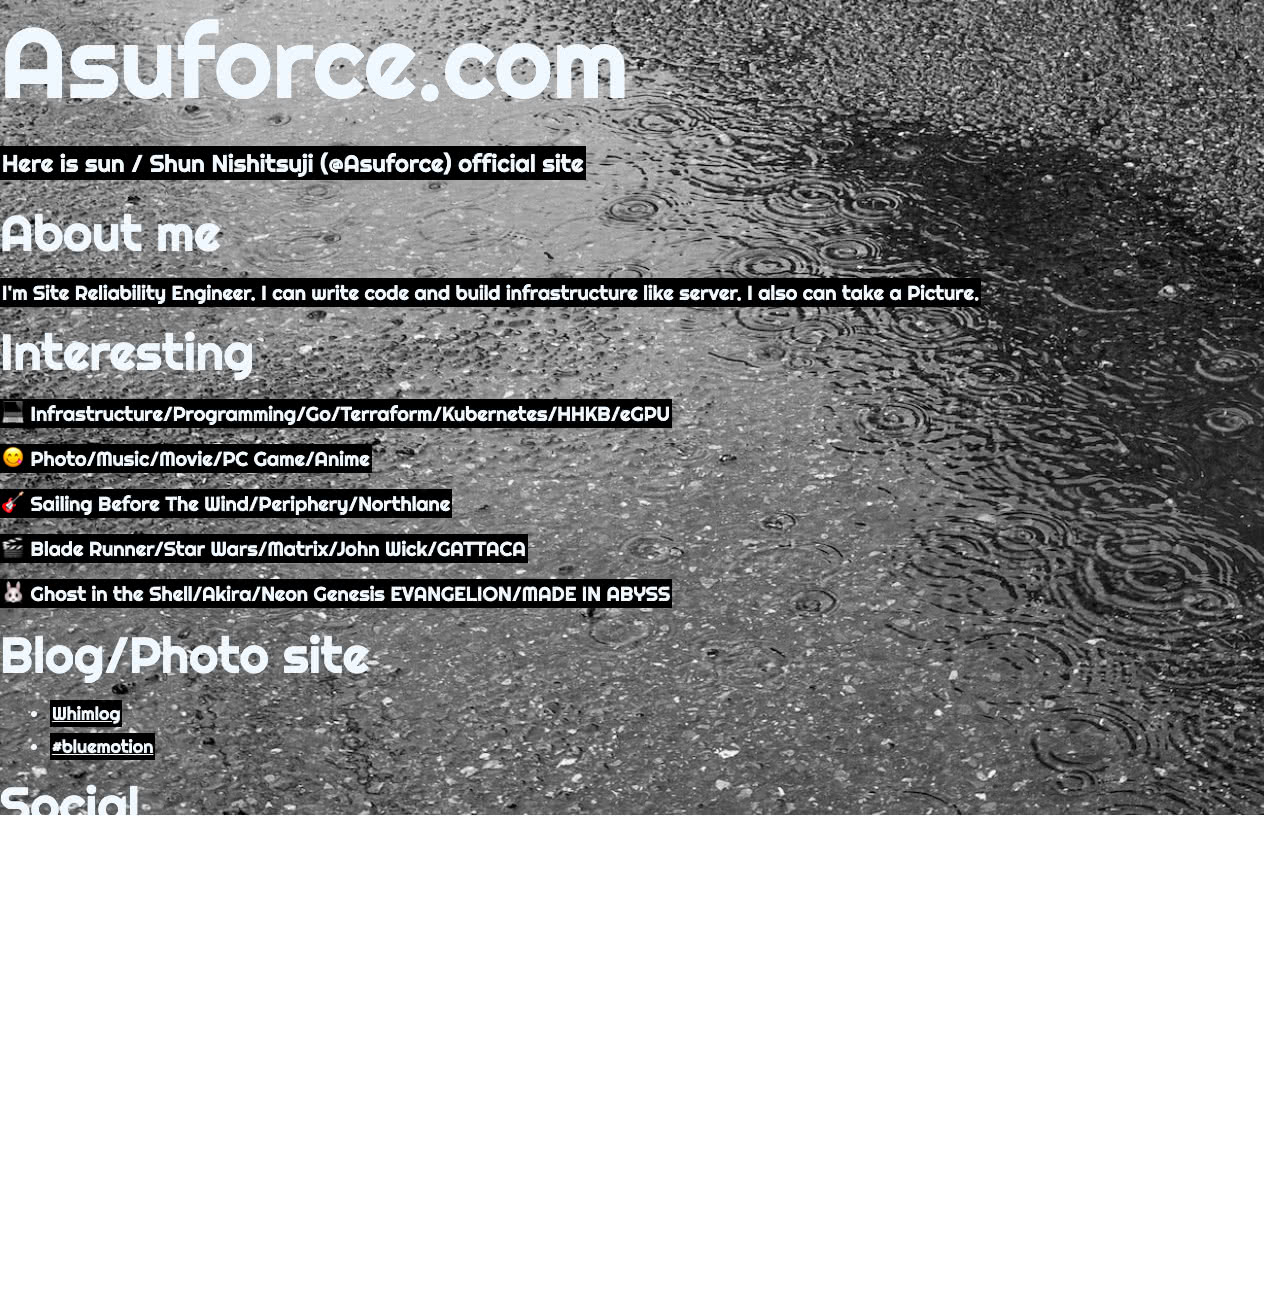 Asuforce.com
Here is sun / Shun Nishitsuji (@Asuforce) official site
About me
I'm Site Reliability Engineer. I can write code and build infrastructure like server. I also can take a Picture.
Interesting
💻 Infrastructure/Programming/Go/Terraform/Kubernetes/HHKB/eGPU
😋 Photo/Music/Movie/PC Game/Anime
🎸 Sailing Before The Wind/Periphery/Northlane
🎬 Blade Runner/Star Wars/Matrix/John Wick/GATTACA
🐰 Ghost in the Shell/Akira/Neon Genesis EVANGELION/MADE IN ABYSS
Blog/Photo site
• Whimlog
• #bluemotion
Social